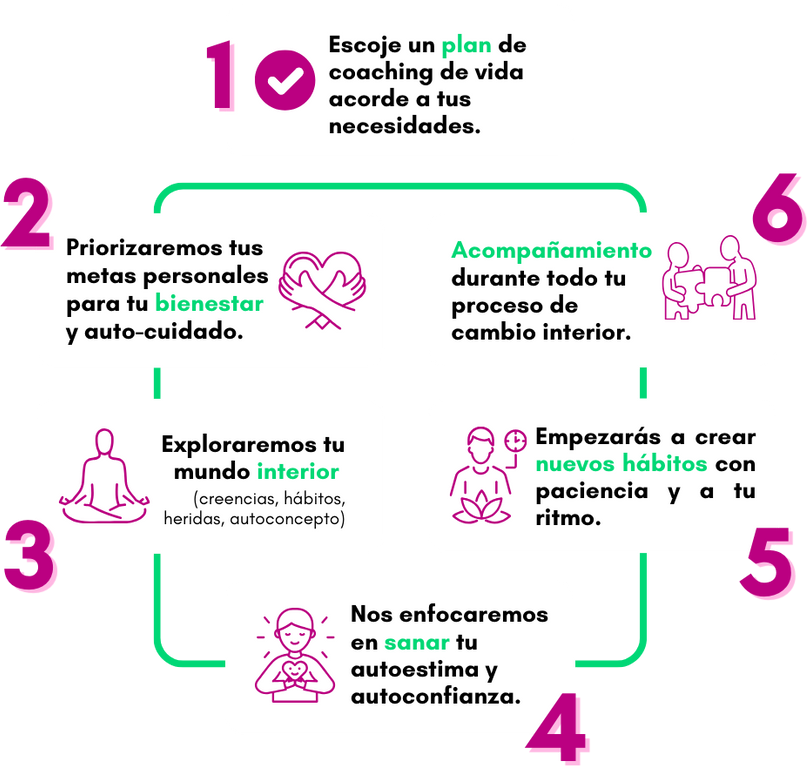 1
Escoje un plan de
coaching de vida
acorde a tus
necesidades.
2
Priorizaremos tus
metas personales
para tu bienestar
y auto-cuidado.
3
Exploraremos tu
mundo interior
(creencias, hábitos,
heridas, autoconcepto)
4
Nos enfocaremos
en sanar tu
autoestima y
autoconfianza.
5
Empezarás a crear
nuevos hábitos con
paciencia y a tu
ritmo.
6
Acompañamiento
durante todo tu
proceso de
cambio interior.